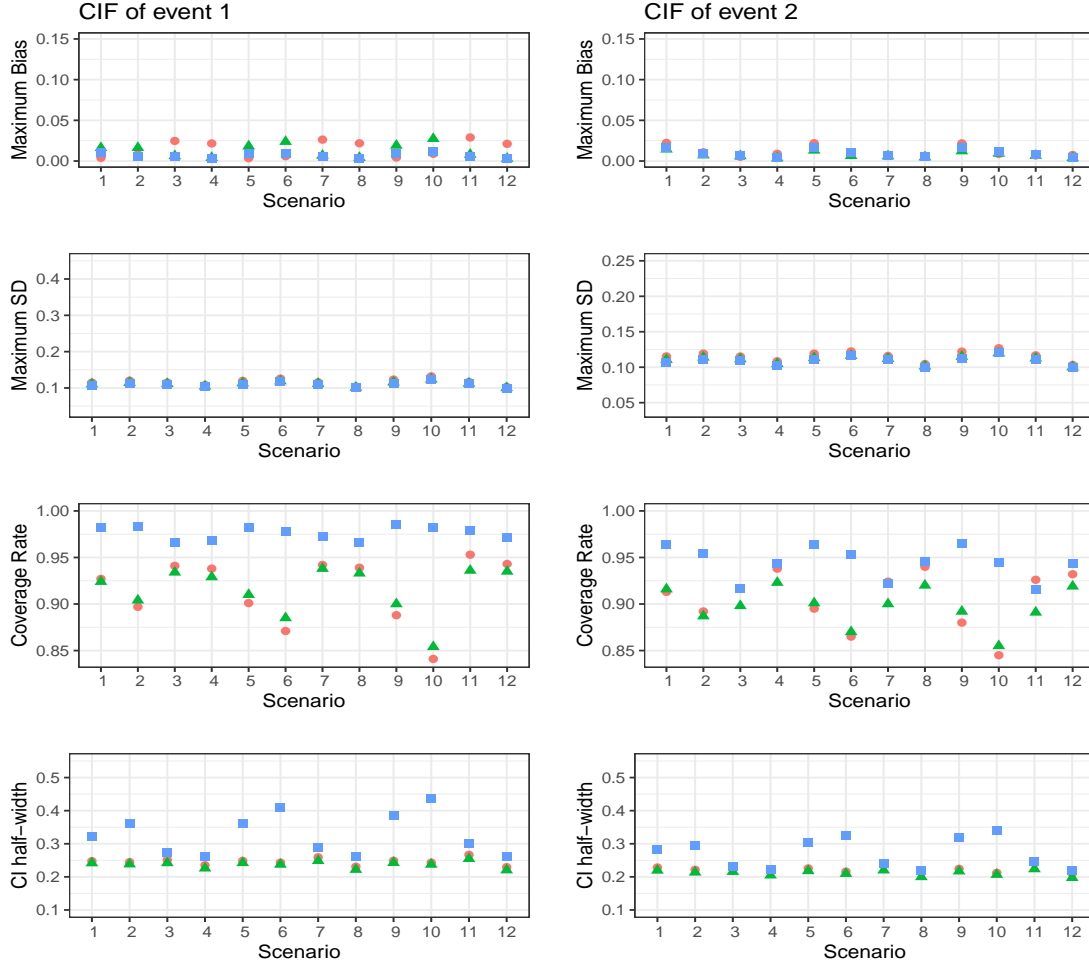 CIF of event 1
CIF of event 2
Maximum Bias
0.15
0.10
0.05
0.00
1 2 3 4 5 6 7 8 9 10 11 12
Scenario
Maximum Bias
0.15
0.10
0.05
0.00
1 2 3 4 5 6 7 8 9 10 11 12
Scenario
Maximum SD
0.4
0.3
0.2
0.1
1 2 3 4 5 6 7 8 9 10 11 12
Scenario
Maximum SD
0.25
0.20
0.15
0.10
0.05
1 2 3 4 5 6 7 8 9 10 11 12
Scenario
Coverage Rate
1.00
0.95
0.90
0.85
1 2 3 4 5 6 7 8 9 10 11 12
Scenario
Coverage Rate
1.00
0.95
0.90
0.85
1 2 3 4 5 6 7 8 9 10 11 12
Scenario
CI half−width
0.5
0.4
0.3
0.2
0.1
1 2 3 4 5 6 7 8 9 10 11 12
Scenario
CI half−width
0.5
0.4
0.3
0.2
0.1
1 2 3 4 5 6 7 8 9 10 11 12
Scenario